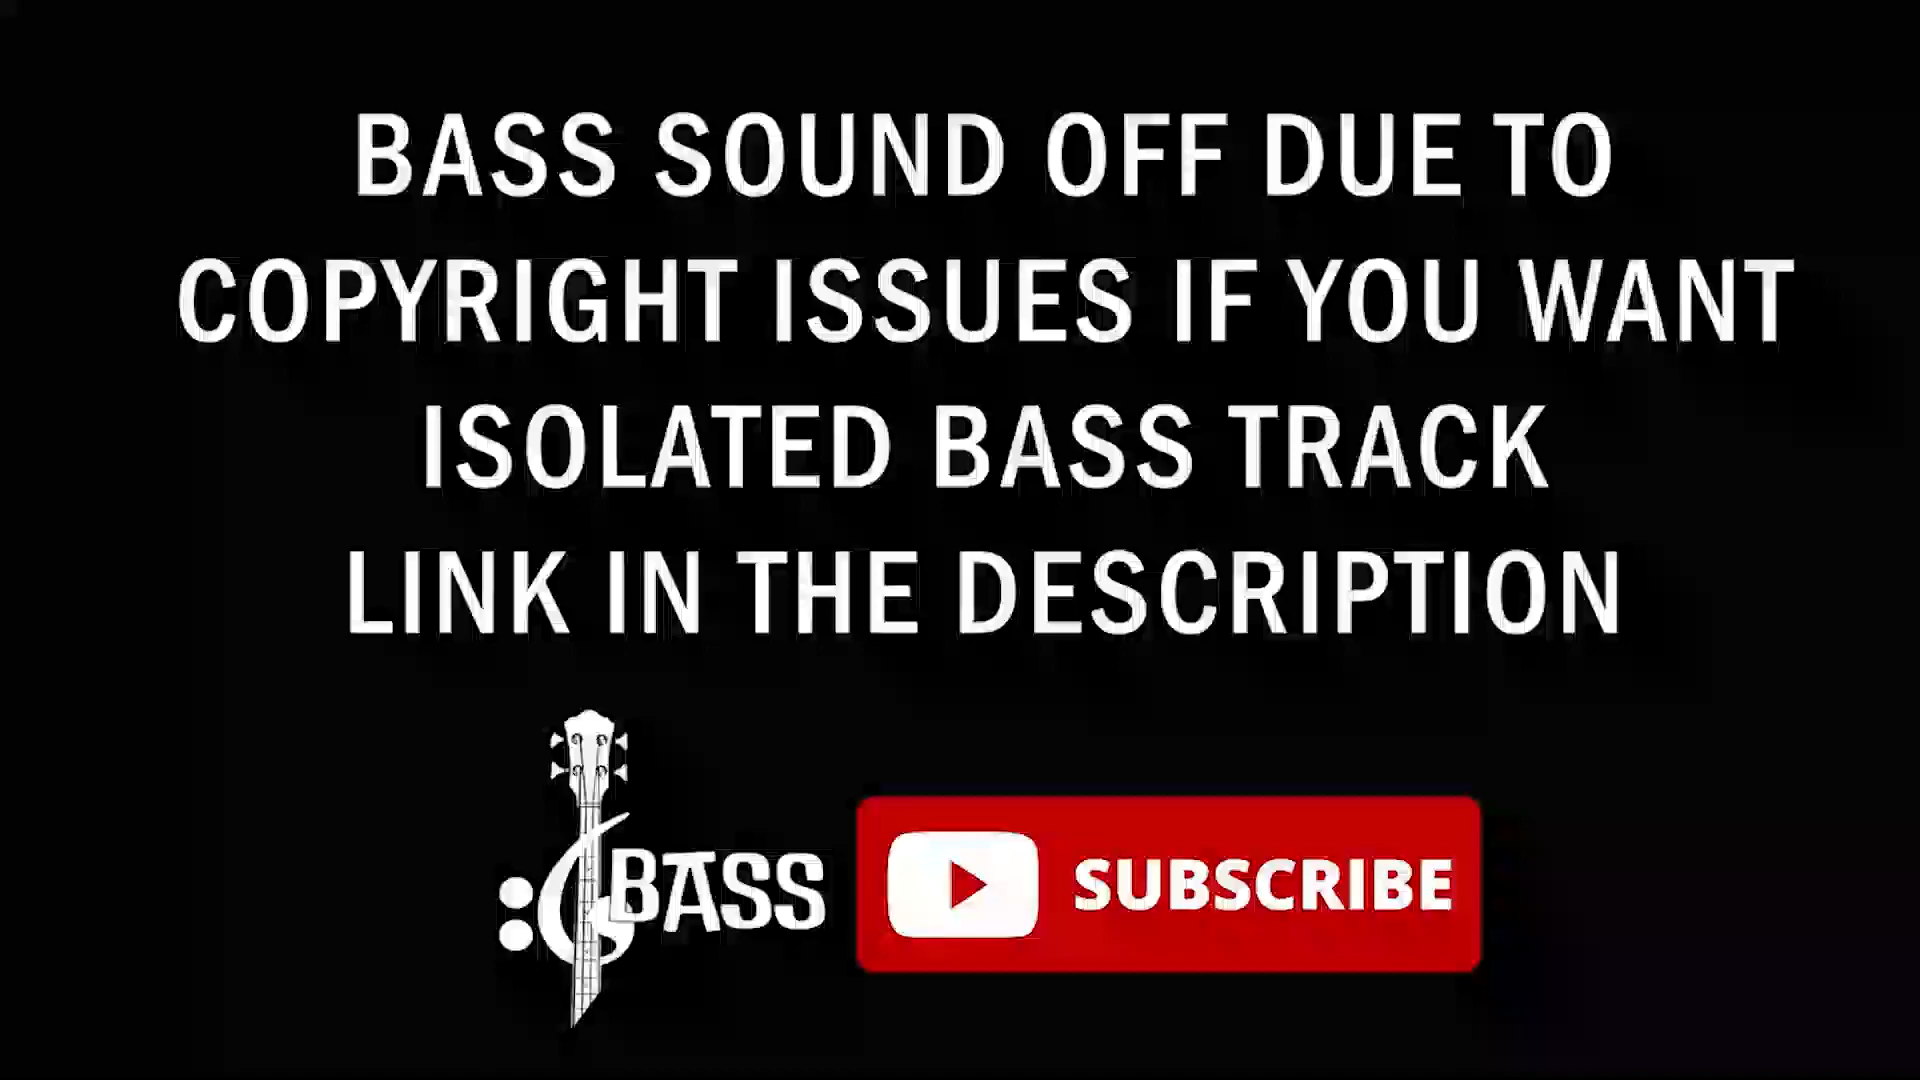 BASS SOUND OFF DUE TO
COPYRIGHT ISSUES IF YOU WANT
ISOLATED BASS TRACK
LINK IN THE DESCRIPTION
BASS
SUBSCRIBE